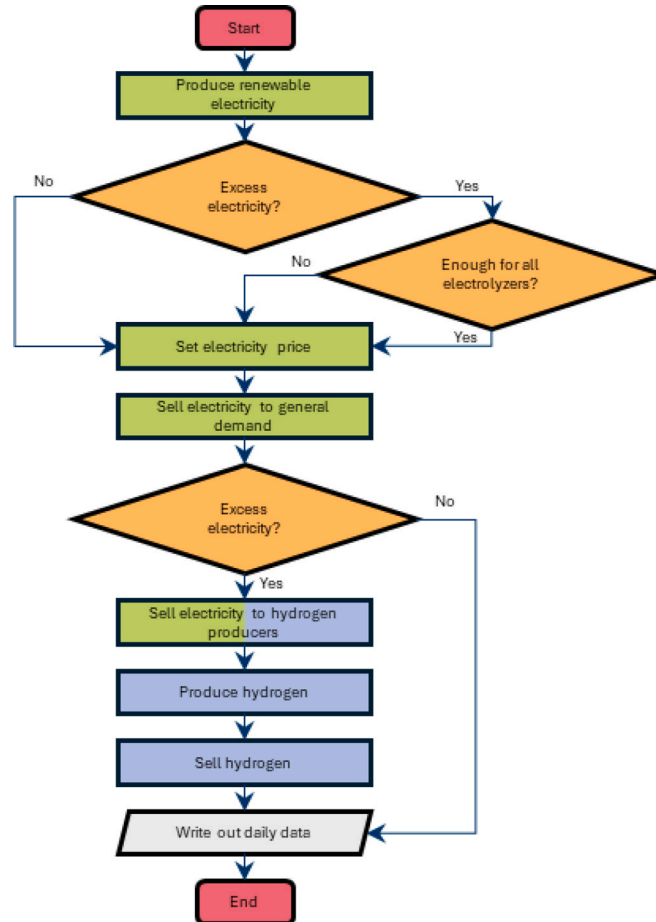 Start
Produce renewable
electricity
No
Excess
electricity?
Yes
No
Enough for all
electrolyzers?
Set electricity price
Yes
Sell electricity to general
demand
Excess
electricity?
No
Yes
Sell electricity to hydrogen
producers
Produce hydrogen
Sell hydrogen
Write out daily data
End